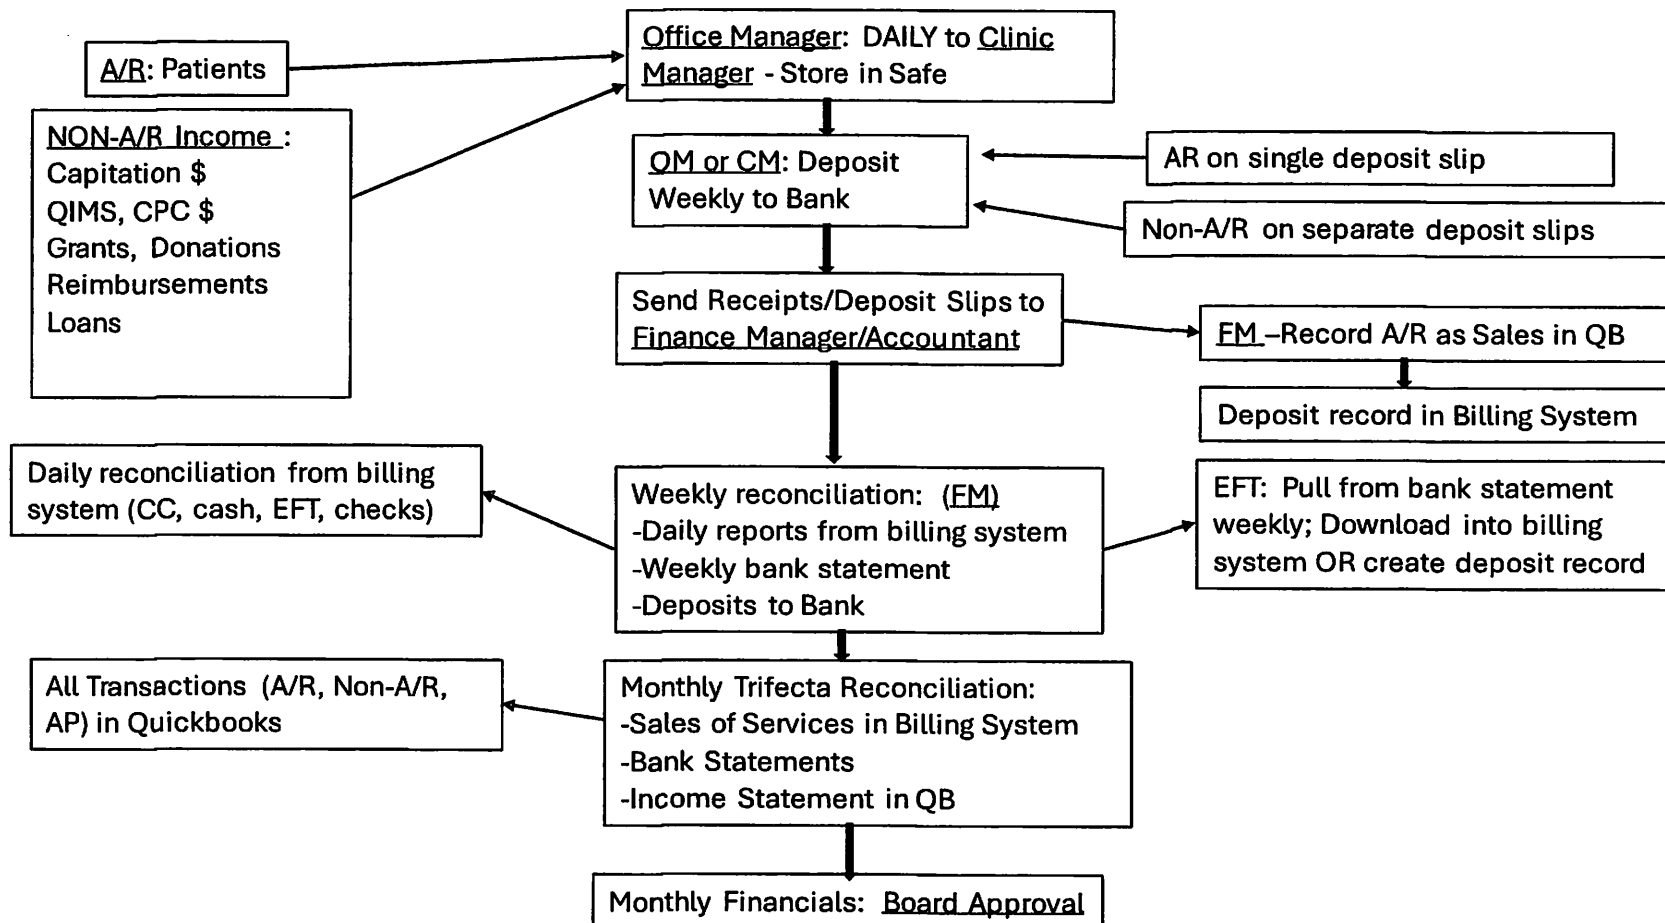 A/R: Patients
Office Manager: DAILY to Clinic
Manager - Store in Safe
NON-A/R Income :
Capitation $
QIMS, CPC $
Grants, Donations
Reimbursements
Loans
OM or CM: Deposit
Weekly to Bank
AR on single deposit slip
Non-A/R on separate deposit slips
Send Receipts/Deposit Slips to
Finance Manager/Accountant
FM –Record A/R as Sales in QB
Deposit record in Billing System
Daily reconciliation from billing
system (CC, cash, EFT, checks)
Weekly reconciliation: (FM)
-Daily reports from billing system
-Weekly bank statement
-Deposits to Bank
EFT: Pull from bank statement
weekly; Download into billing
system OR create deposit record
All Transactions (A/R, Non-A/R,
AP) in Quickbooks
Monthly Trifecta Reconciliation:
-Sales of Services in Billing System
-Bank Statements
-Income Statement in QB
Monthly Financials: Board Approval